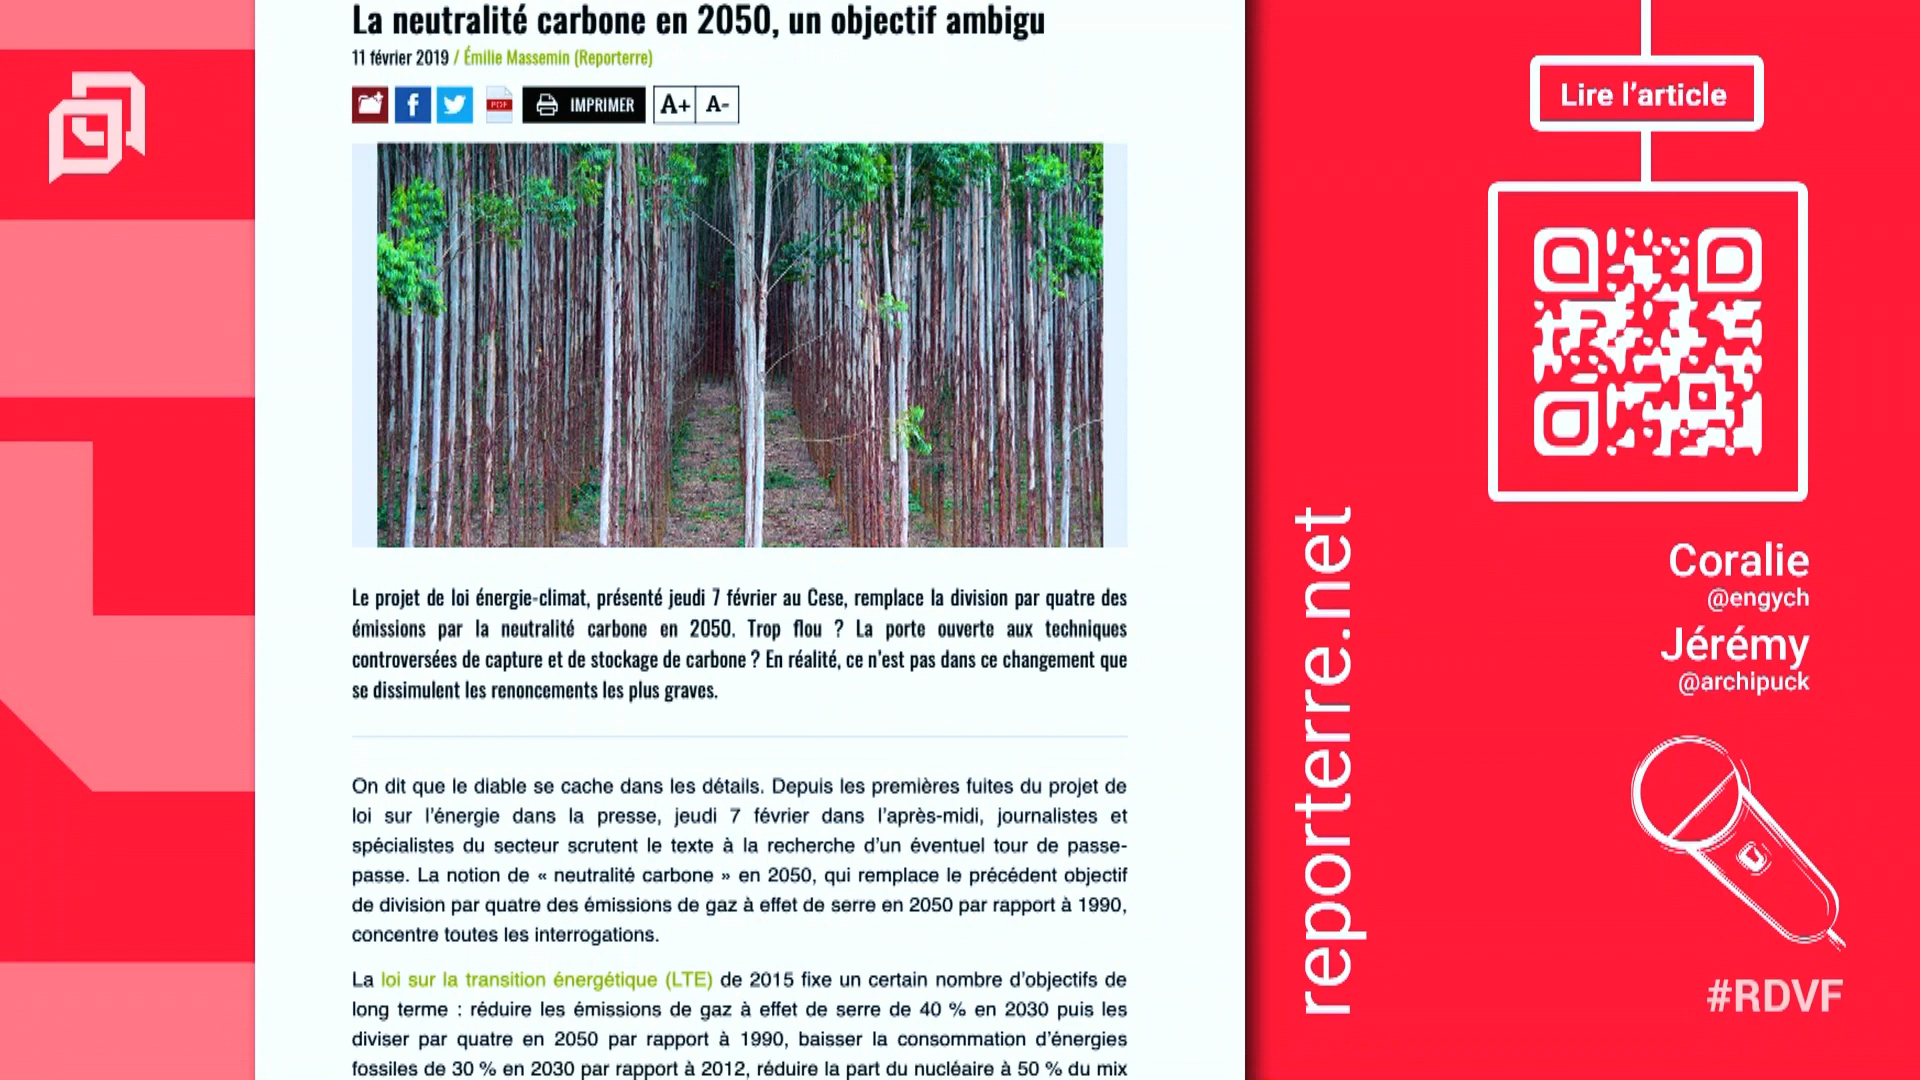 La neutralité carbone en 2050, un objectif ambigu
11 février 2019 / Émilie Massemin (Reporterre)
PDF
IMPRIMER
A+
A-
Le projet de loi énergie-climat, présenté jeudi 7 février au Cese, remplace la division par quatre des
émissions par la neutralité carbone en 2050. Trop flou ? La porte ouverte aux techniques
controversées de capture et de stockage de carbone ? En réalité, ce n’est pas dans ce changement que
se dissimulent les renoncements les plus graves.
On dit que le diable se cache dans les détails. Depuis les premières fuites du projet de
loi sur l’énergie dans la presse, jeudi 7 février dans l’après-midi, journalistes et
spécialistes du secteur scrutent le texte à la recherche d’un éventuel tour de passe-
passe. La notion de « neutralité carbone » en 2050, qui remplace le précédent objectif
de division par quatre des émissions de gaz à effet de serre en 2050 par rapport à 1990,
concentre toutes les interrogations.
La loi sur la transition énergétique (LTE) de 2015 fixe un certain nombre d’objectifs de
long terme : réduire les émissions de gaz à effet de serre de 40 % en 2030 puis les
diviser par quatre en 2050 par rapport à 1990, baisser la consommation d’énergies
fossiles de 30 % en 2030 par rapport à 2012, réduire la part du nucléaire à 50 % du mix
reporterre.net
Lire l’article
Coralie
@engych
Jérémy
@archipuck
#RDVF